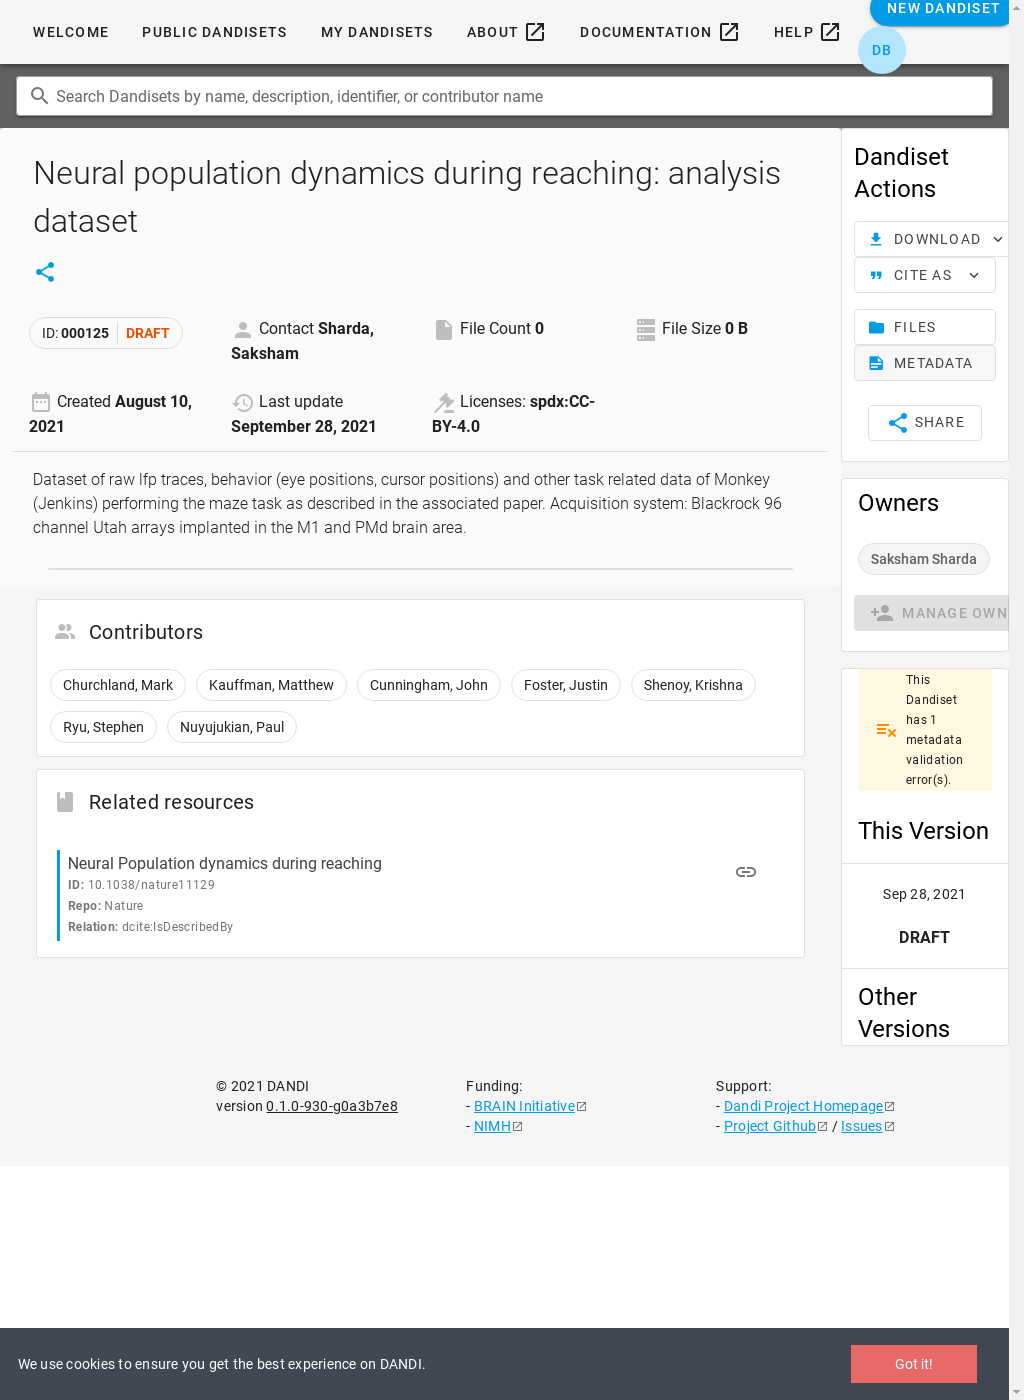 NEW DANDISET
WELCOME PUBLIC DANDISETS MY DANDISETS ABOUT DOCUMENTATION HELP
DB
Search Dandisets by name, description, identifier, or contributor name
Neural population dynamics during reaching: analysis
dataset
ID: 000125 DRAFT
Contact Sharda,
Saksham
File Count 0
File Size 0 B
Created August 10,
2021
Last update
September 28, 2021
Licenses: spdx:CC-
BY-4.0
Dataset of raw lfp traces, behavior (eye positions, cursor positions) and other task related data of Monkey
(Jenkins) performing the maze task as described in the associated paper. Acquisition system: Blackrock 96
channel Utah arrays implanted in the M1 and PMd brain area.
Contributors
Churchland, Mark Kauffman, Matthew Cunningham, John Foster, Justin Shenoy, Krishna
Ryu, Stephen Nuyujukian, Paul
Related resources
Neural Population dynamics during reaching
ID: 10.1038/nature11129
Repo: Nature
Relation: dcite:IsDescribedBy
Dandiset
Actions
DOWNLOAD
CITE AS
FILES
METADATA
SHARE
Owners
Saksham Sharda
MANAGE OWN
This
Dandiset
has 1
metadata
validation
error(s).
This Version
Sep 28, 2021
DRAFT
Other
Versions
© 2021 DANDI
version 0.1.0-930-g0a3b7e8
Funding:
- BRAIN Initiative
- NIMH
Support:
- Dandi Project Homepage
- Project Github / Issues
We use cookies to ensure you get the best experience on DANDI.
Got it!